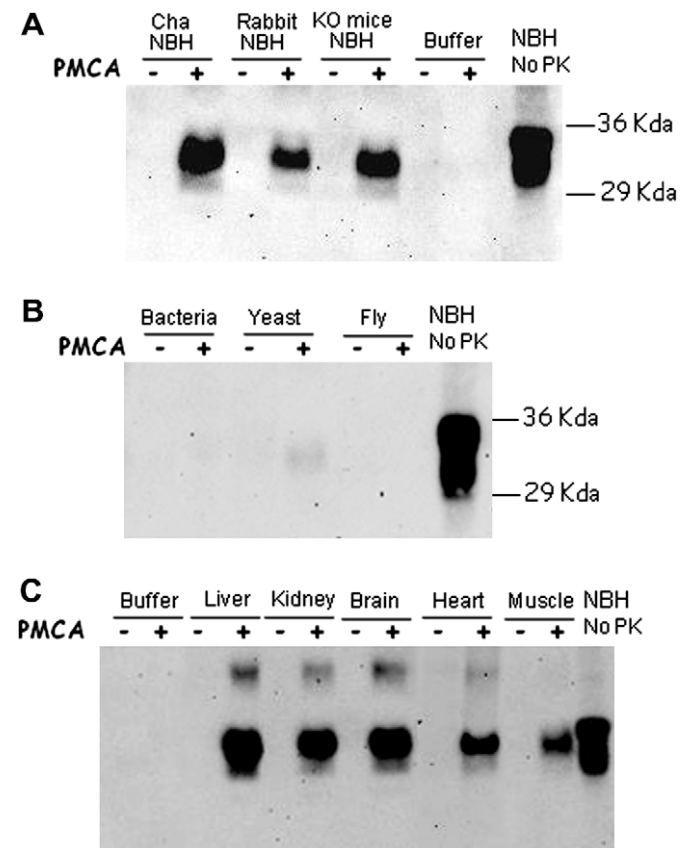 A
Cha Rabbit KO mice Buffer NBH
NBH NBH NBH No PK
PMCA - + - + - + - +
36 Kda
29 Kda
B
Bacteria Yeast Fly NBH
PMCA - + - + - + No PK
36 Kda
29 Kda
C
Buffer Liver Kidney Brain Heart Muscle NBH
PMCA - + - + - + - + - + - + No PK